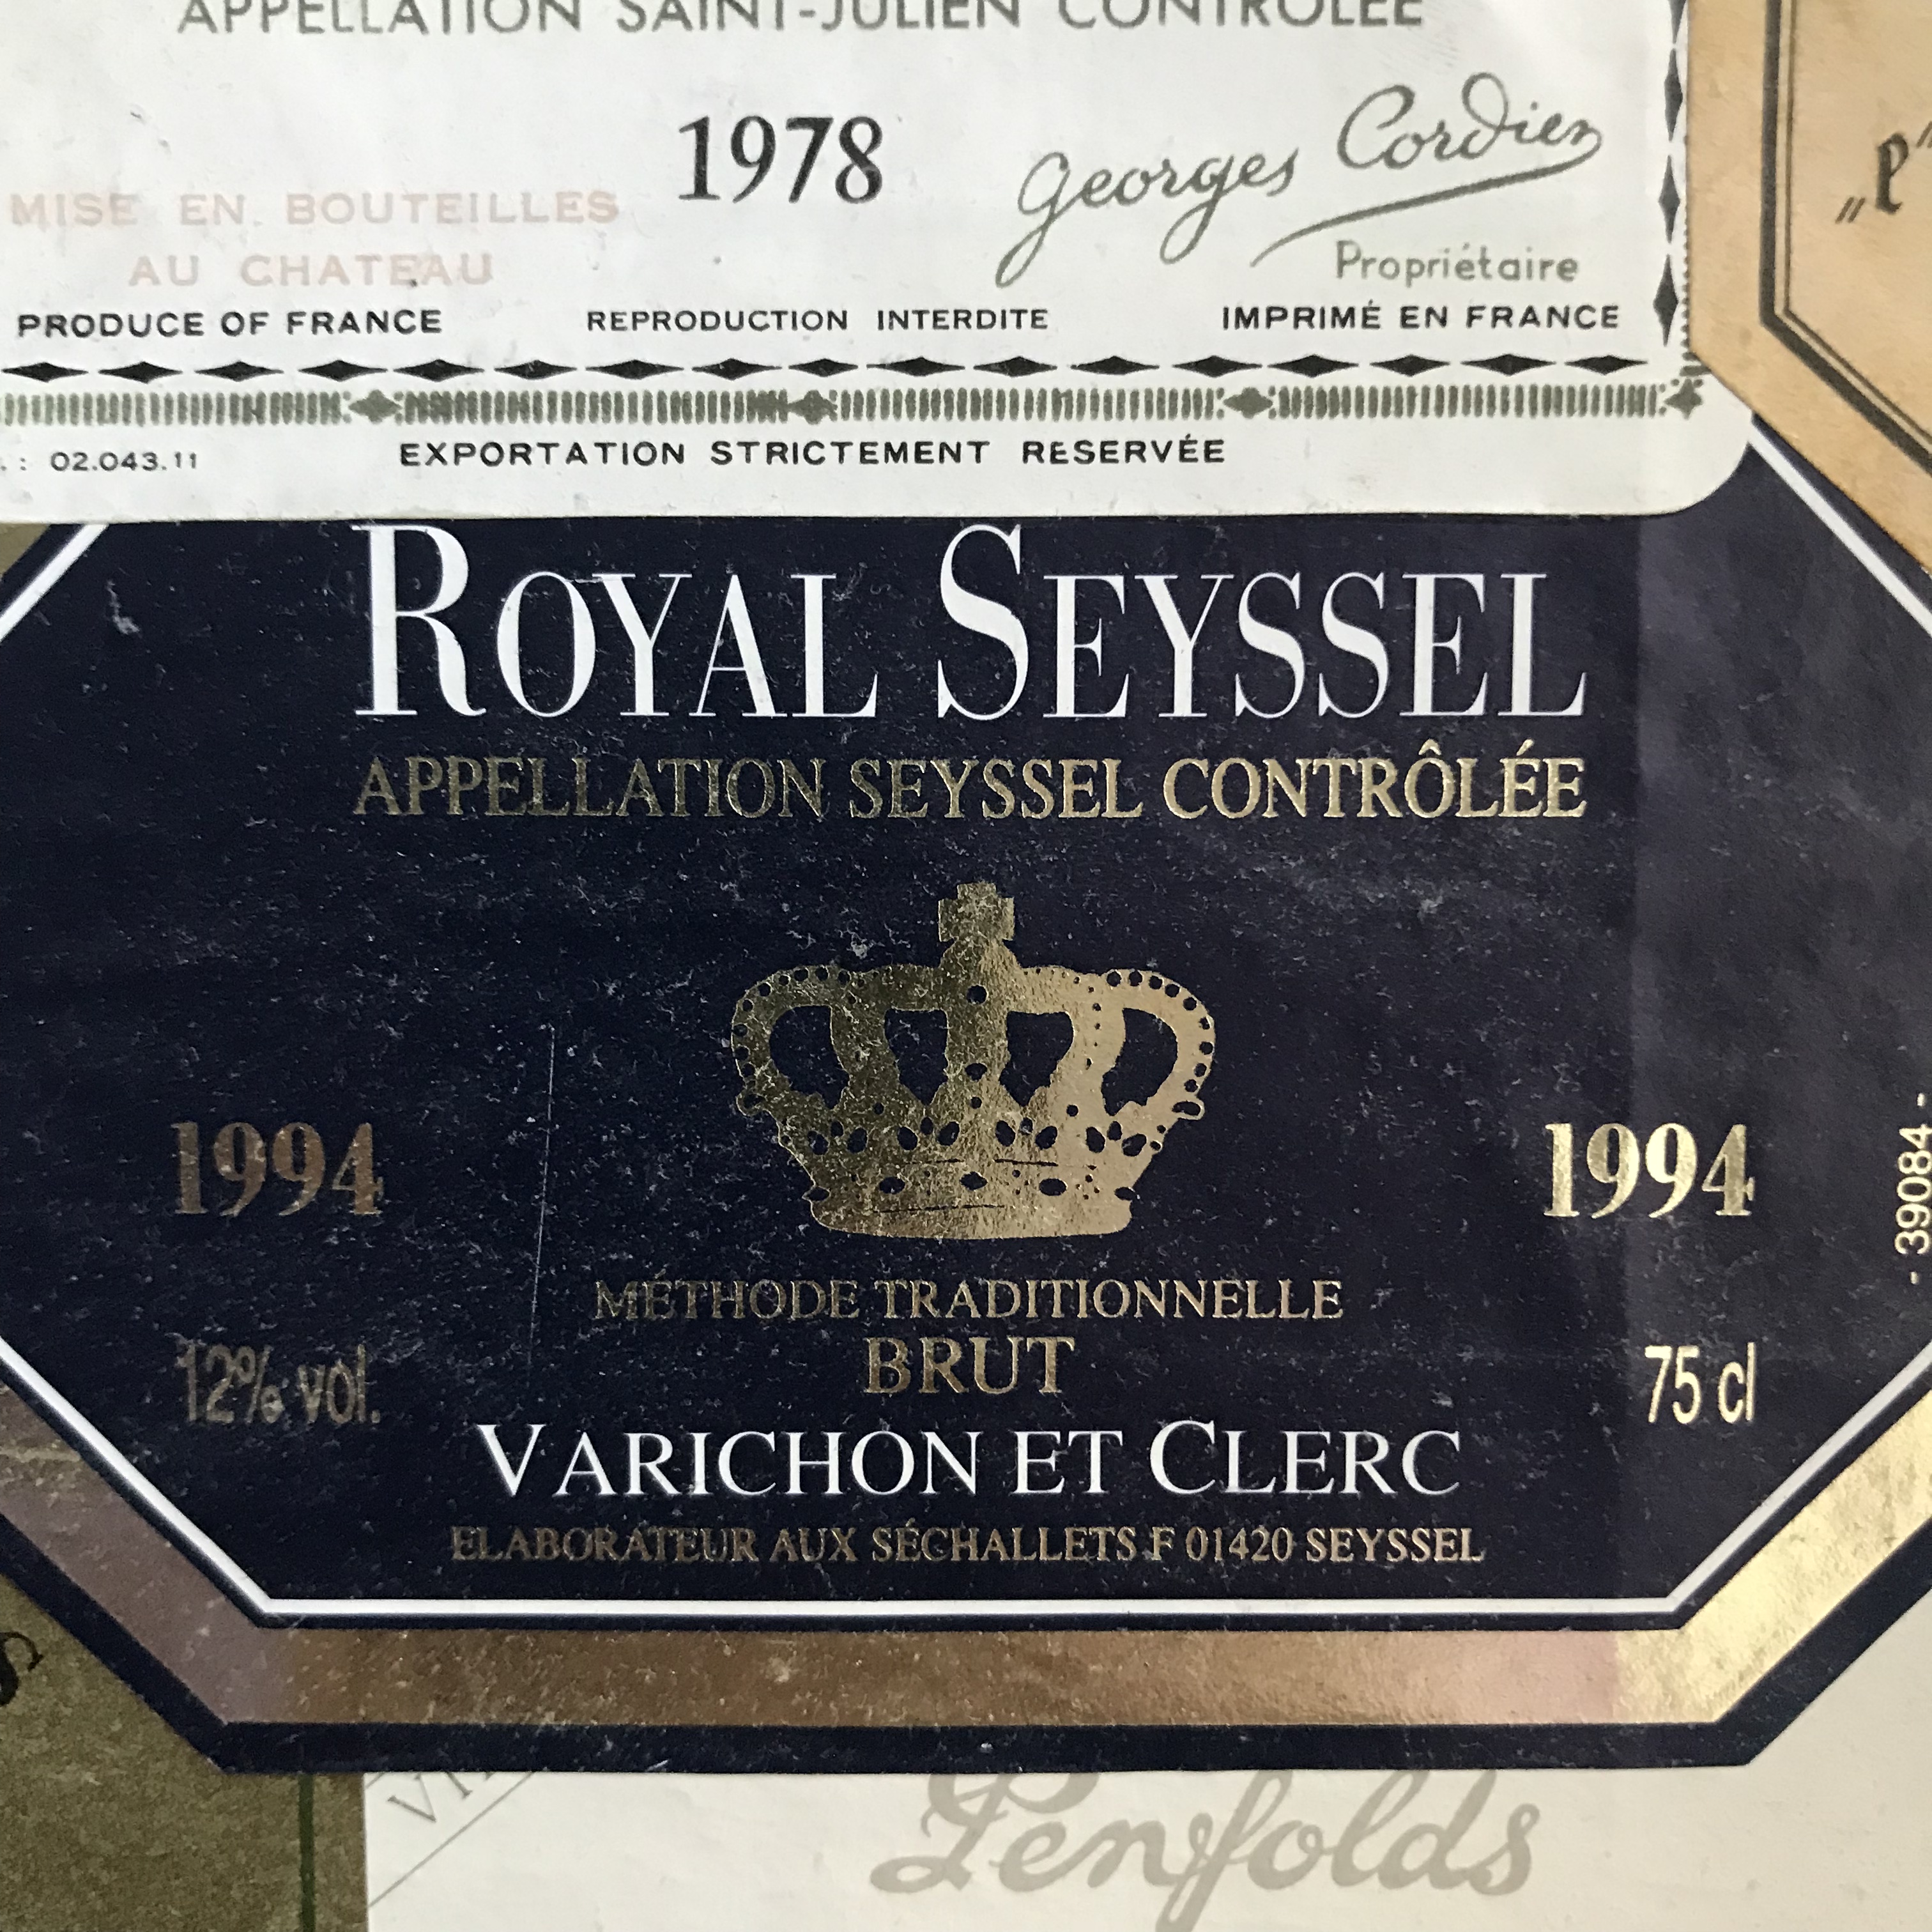 APPELLATION SAINT-JULIEN CONTRÔLÉE
1978
Georges Cordier
Propriétaire
MISE EN BOUTEILLES
AU CHATEAU
PRODUCE OF FRANCE REPRODUCTION INTERDITE IMPRIMÉ EN FRANCE
: 02.043.11 EXPORTATION STRICTEMENT RESERVÉE
ROYAL SEYSSEL
APPELLATION SEYSSEL CONTRÔLÉE
1994 1994
- 39084 -
MÉTHODE TRADITIONNELLE
BRUT
12% vol. 75 cl
VARICHON ET CLERC
ELABORATEUR AUX SÉCHALLETS F 01420 SEYSSEL
Penfolds